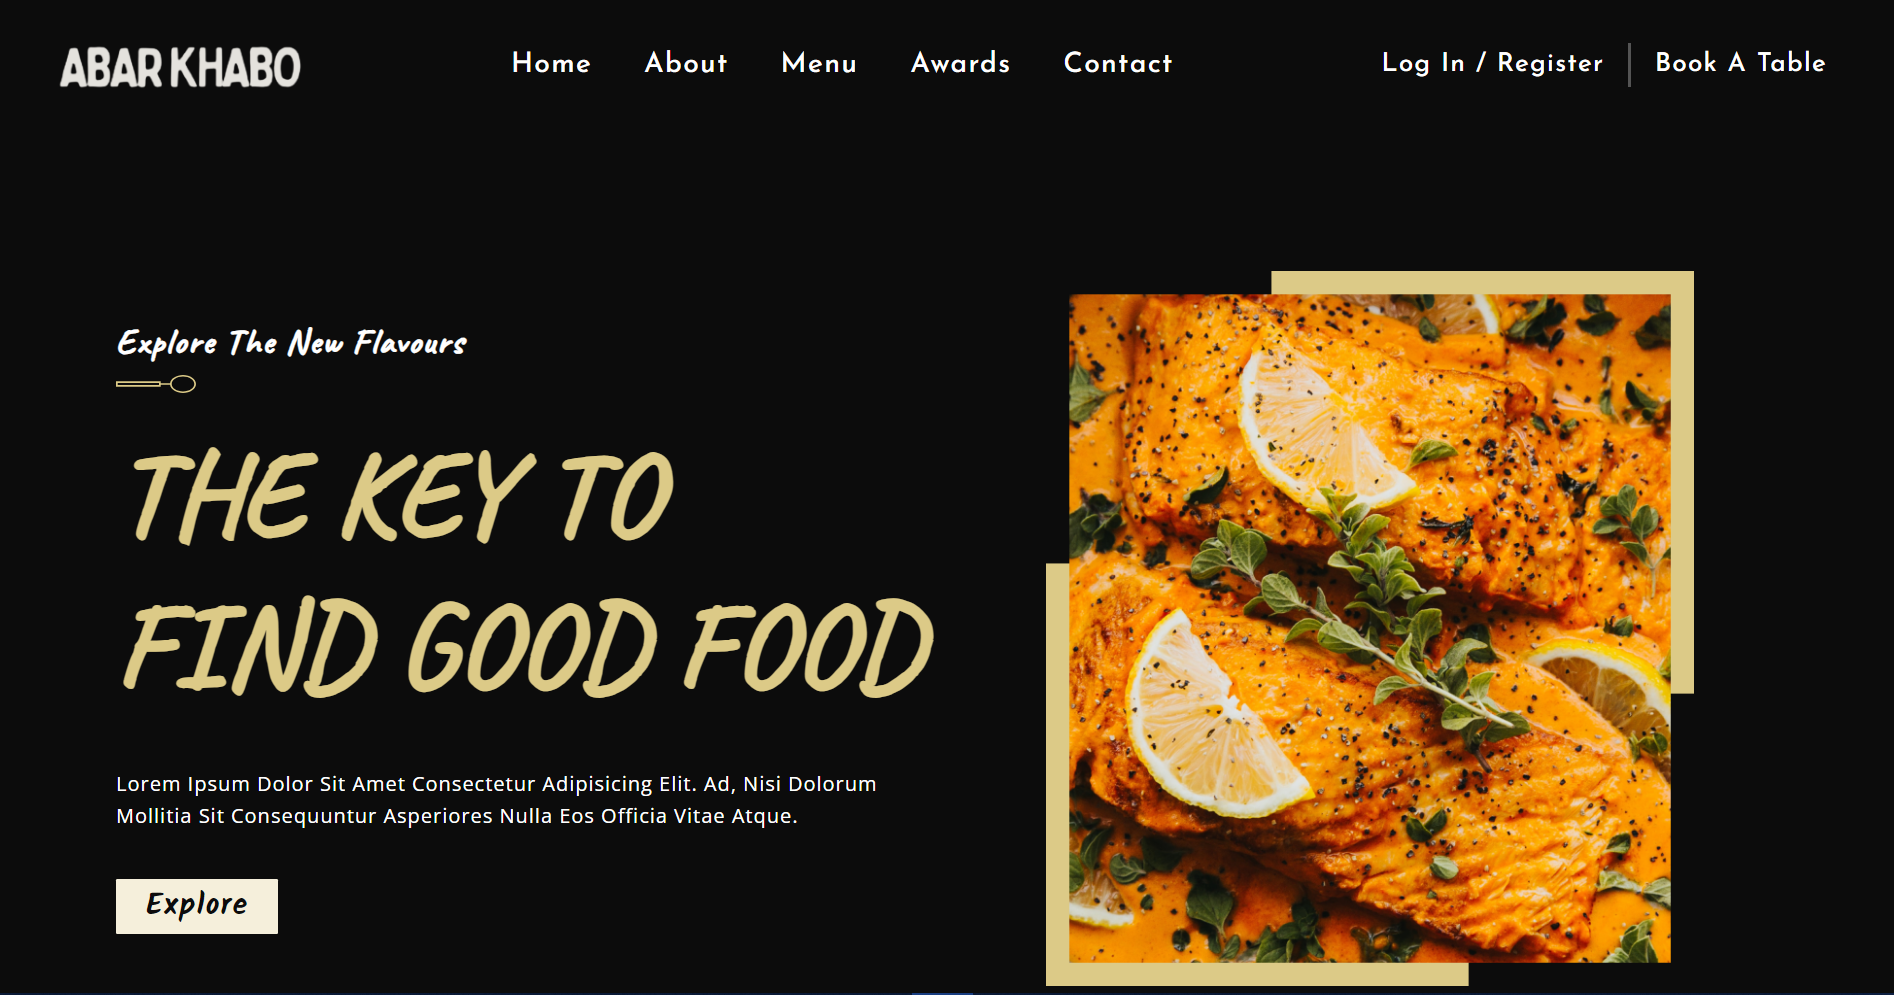 ABAR KHABO
Home About Menu Awards Contact
Log In / Register Book A Table
Explore The New Flavours
THE KEY TO
FIND GOOD FOOD
Lorem Ipsum Dolor Sit Amet Consectetur Adipisicing Elit. Ad, Nisi Dolorum
Mollitia Sit Consequuntur Asperiores Nulla Eos Officia Vitae Atque.
Explore